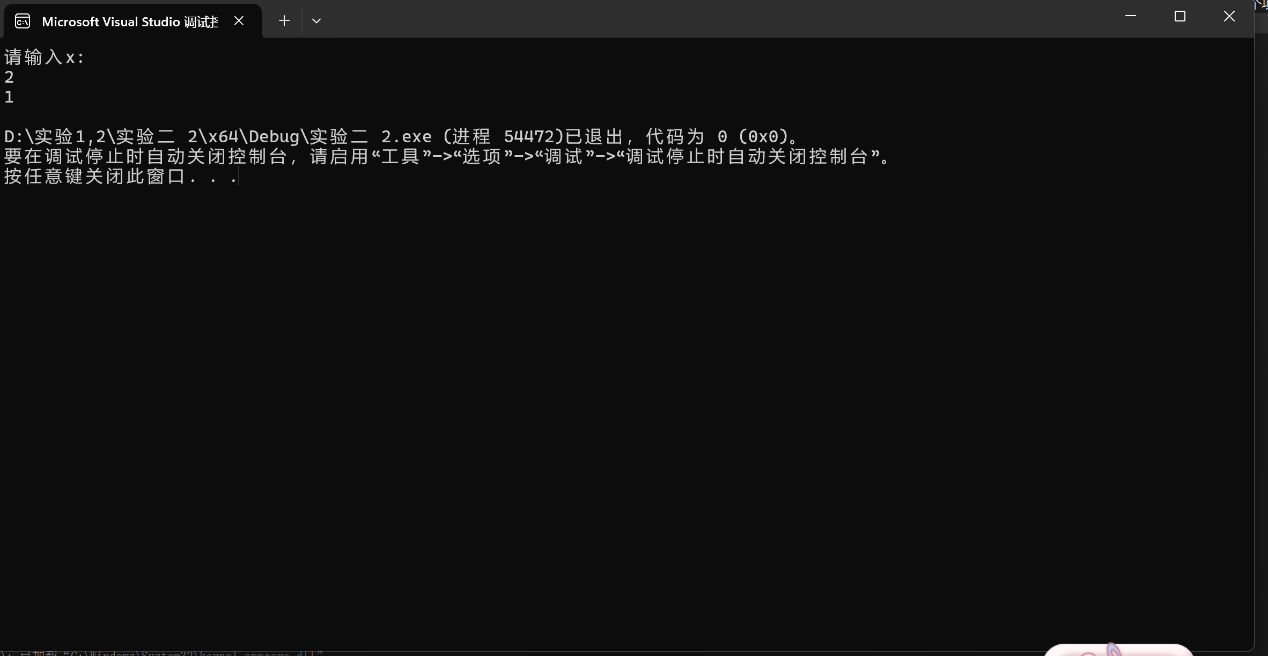 Microsoft Visual Studio 调试控
请输入x:
2
1
D:\实验1,2\实验二 2\x64\Debug\实验二 2.exe (进程 54472)已退出，代码为 0 (0x0)。
要在调试停止时自动关闭控制台，请启用“工具”->“选项”->“调试”->“调试停止时自动关闭控制台”。
按任意键关闭此窗口. . .